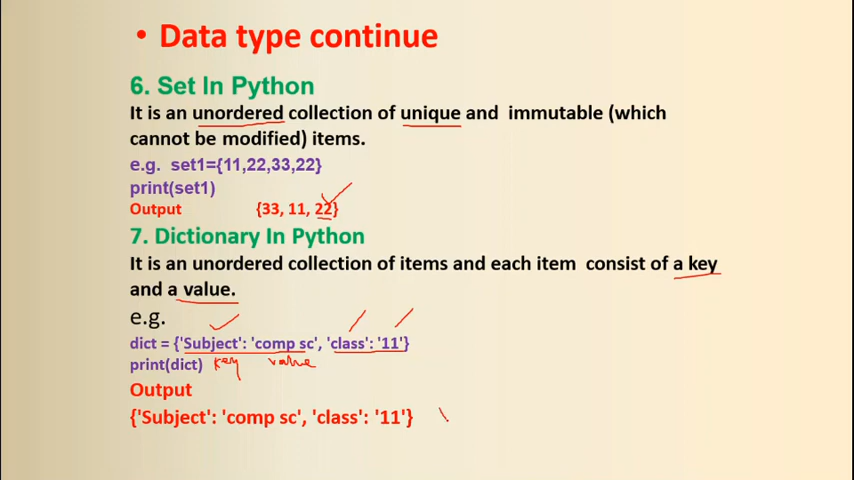 • Data type continue
6. Set In Python
It is an unordered collection of unique and immutable (which
cannot be modified) items.
e.g. set1={11,22,33,22}
print(set1)
Output {33, 11, 22}
7. Dictionary In Python
It is an unordered collection of items and each item consist of a key
and a value.
e.g.
dict = {'Subject': 'comp sc', 'class': '11'}
print(dict) key value
Output
{'Subject': 'comp sc', 'class': '11'}